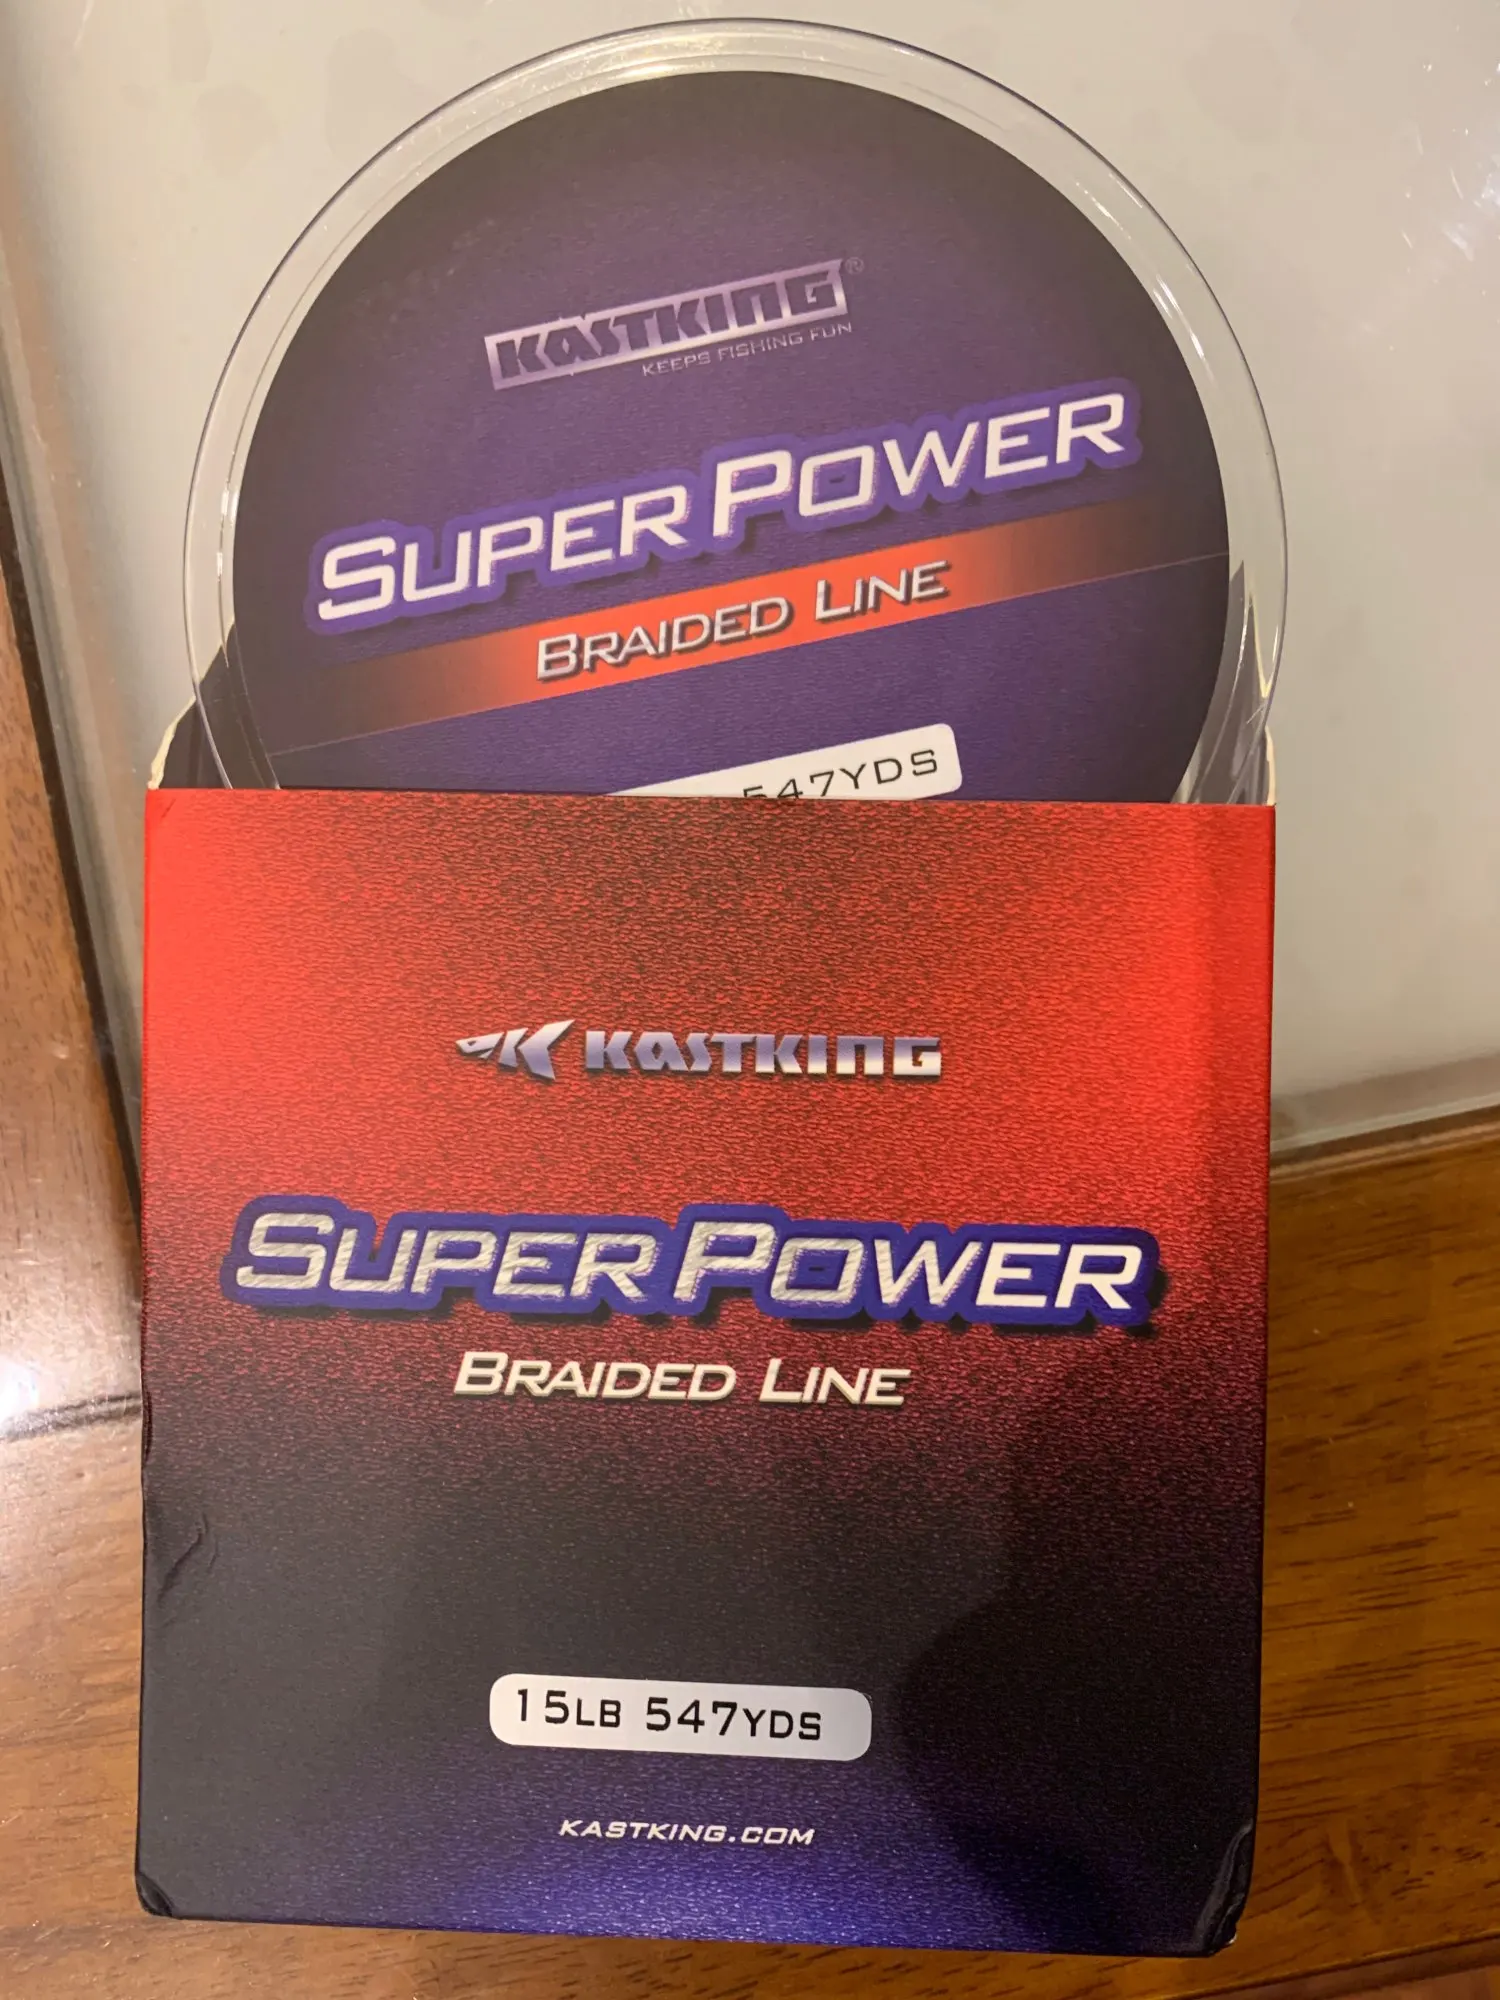 KASTKING®
KEEPS FISHING FUN
SUPER POWER
BRAIDED LINE
547YDS
KASTKING
SUPER POWER
BRAIDED LINE
15LB 547YDS
KASTKING.COM